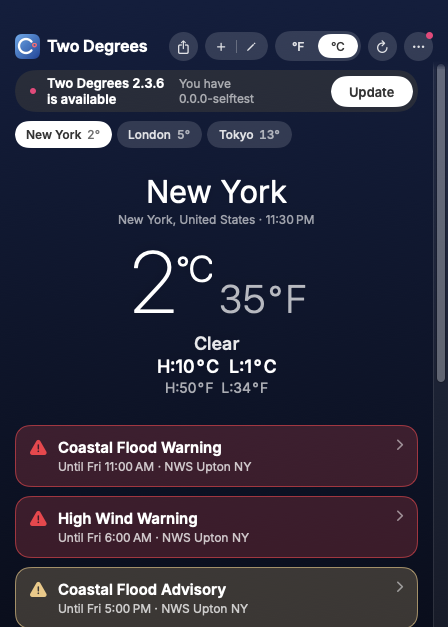 Two Degrees
°F
°C
Two Degrees 2.3.6
is available
You have
0.0.0-selftest
Update
New York 2°
London 5°
Tokyo 13°
New York
New York, United States · 11:30 PM
2°C 35°F
Clear
H:10°C L:1°C
H:50°F L:34°F
Coastal Flood Warning
Until Fri 11:00 AM · NWS Upton NY
High Wind Warning
Until Fri 6:00 AM · NWS Upton NY
Coastal Flood Advisory
Until Fri 5:00 PM · NWS Upton NY